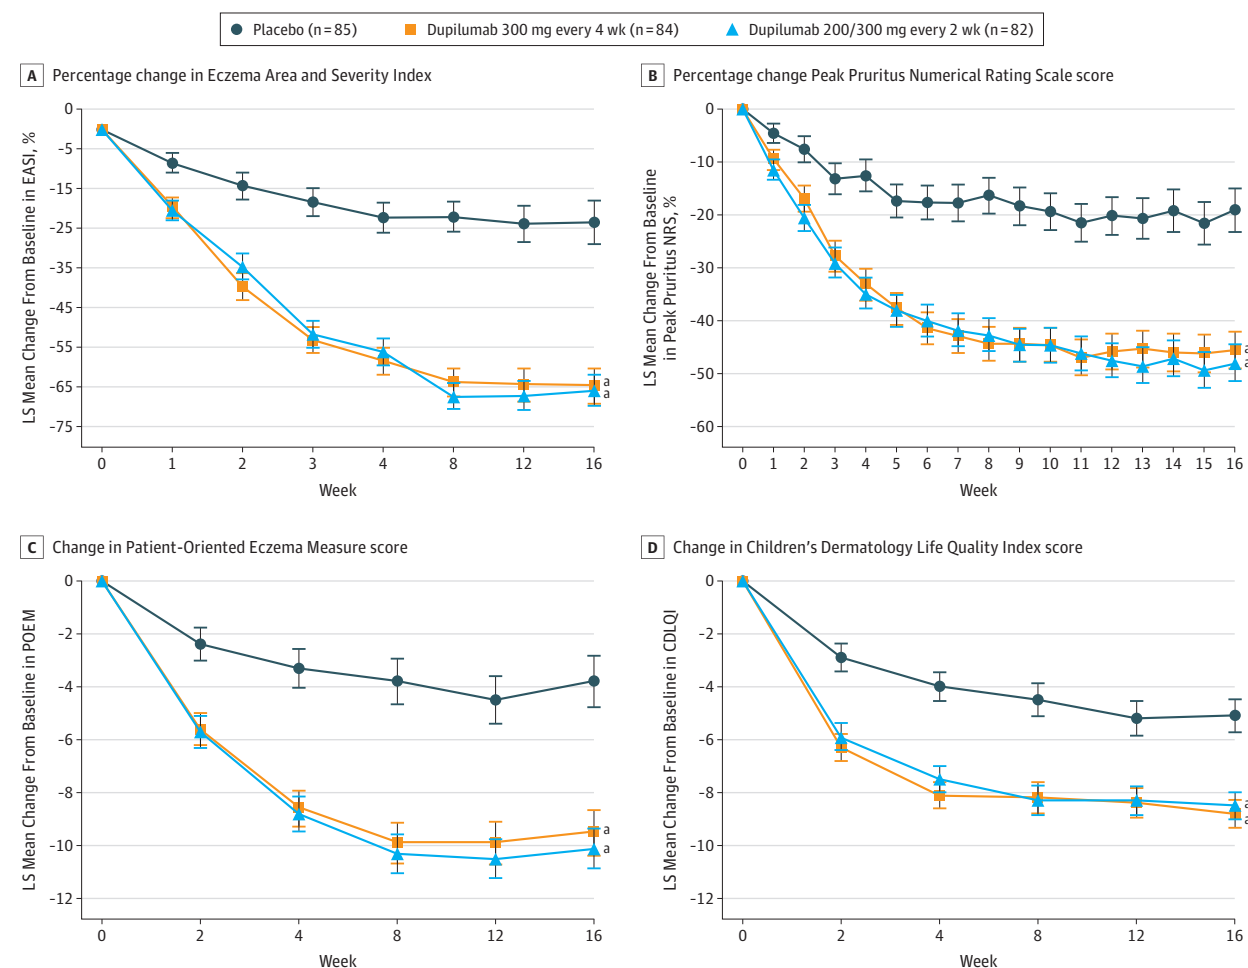 Placebo (n = 85)
Dupilumab 300 mg every 4 wk (n = 84)
Dupilumab 200/300 mg every 2 wk (n = 82)
A Percentage change in Eczema Area and Severity Index
LS Mean Change From Baseline in EASI, %
0
-5
-15
-25
-35
-45
-55
-65
-75
a
a
0 1 2 3 4 8 12 16
Week
B Percentage change Peak Pruritus Numerical Rating Scale score
LS Mean Change From Baseline
in Peak Pruritus NRS, %
0
-10
-20
-30
-40
-50
-60
0 1 2 3 4 5 6 7 8 9 10 11 12 13 14 15 16
Week
C Change in Patient-Oriented Eczema Measure score
LS Mean Change From Baseline in POEM
0
-2
-4
-6
-8
-10
-12
a
a
0 2 4 8 12 16
Week
D Change in Children's Dermatology Life Quality Index score
LS Mean Change From Baseline in CDLQI
0
-2
-4
-6
-8
-10
-12
0 2 4 8 12 16
Week